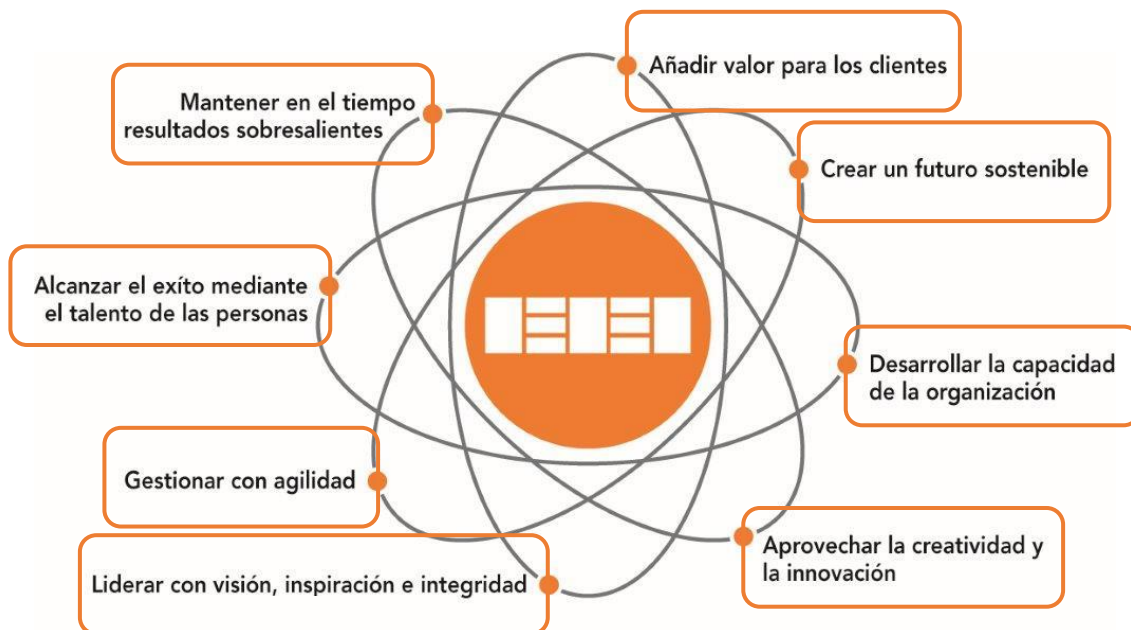 Añadir valor para los clientes
Mantener en el tiempo
resultados sobresalientes
Crear un futuro sostenible
Alcanzar el exíto mediante
el talento de las personas
Desarrollar la capacidad
de la organización
Gestionar con agilidad
Aprovechar la creatividad y
la innovación
Liderar con visión, inspiración e integridad